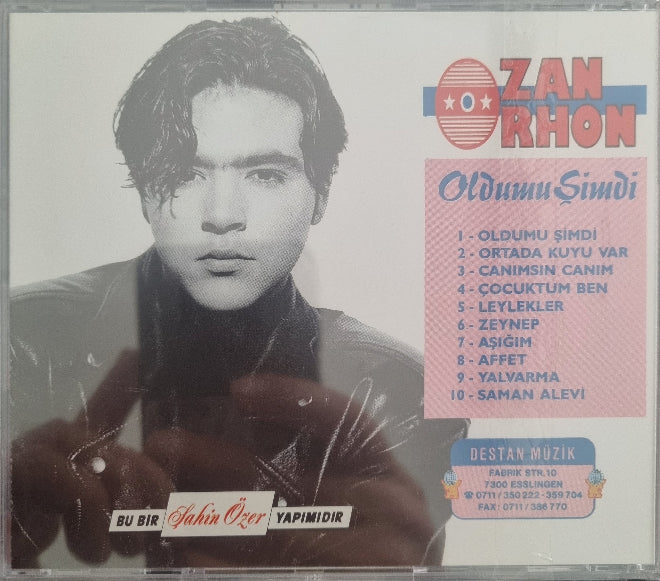 OZAN
ORHON
Oldumu Şimdi
1 - OLDUMU ŞİMDİ
2 - ORTADA KUYU VAR
3 - CANIMSIN CANIM
4 - ÇOCUKTUM BEN
5 - LEYLEKLER
6 - ZEYNEP
7 - AŞIĞIM
8 - AFFET
9 - YALVARMA
10 - SAMAN ALEVİ
DESTAN MÜZİK
FABRIK STR.10
7300 ESSLINGEN
☎ 0711 / 350 222 - 359 704
FAX : 0711 / 386 770
BU BİR Şahin Özer YAPIMIDIR